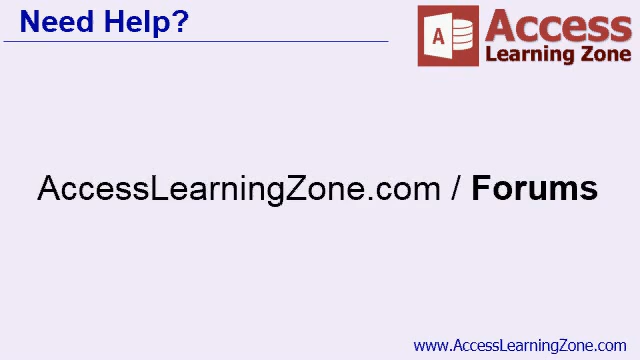 Need Help?
A
Access
Learning Zone
AccessLearningZone.com / Forums
www.AccessLearningZone.com